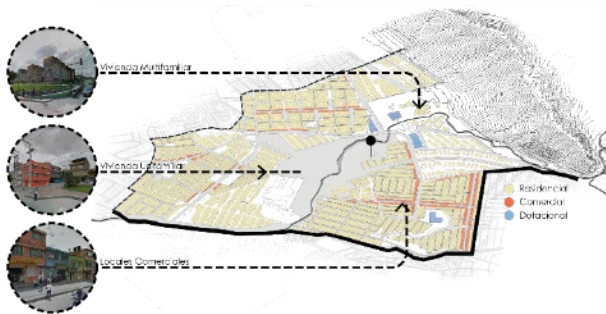 Vivienda Multifamiliar
Vivienda Unifamiliar
Residencial
Comercial
Dotacional
Locales Comerciales